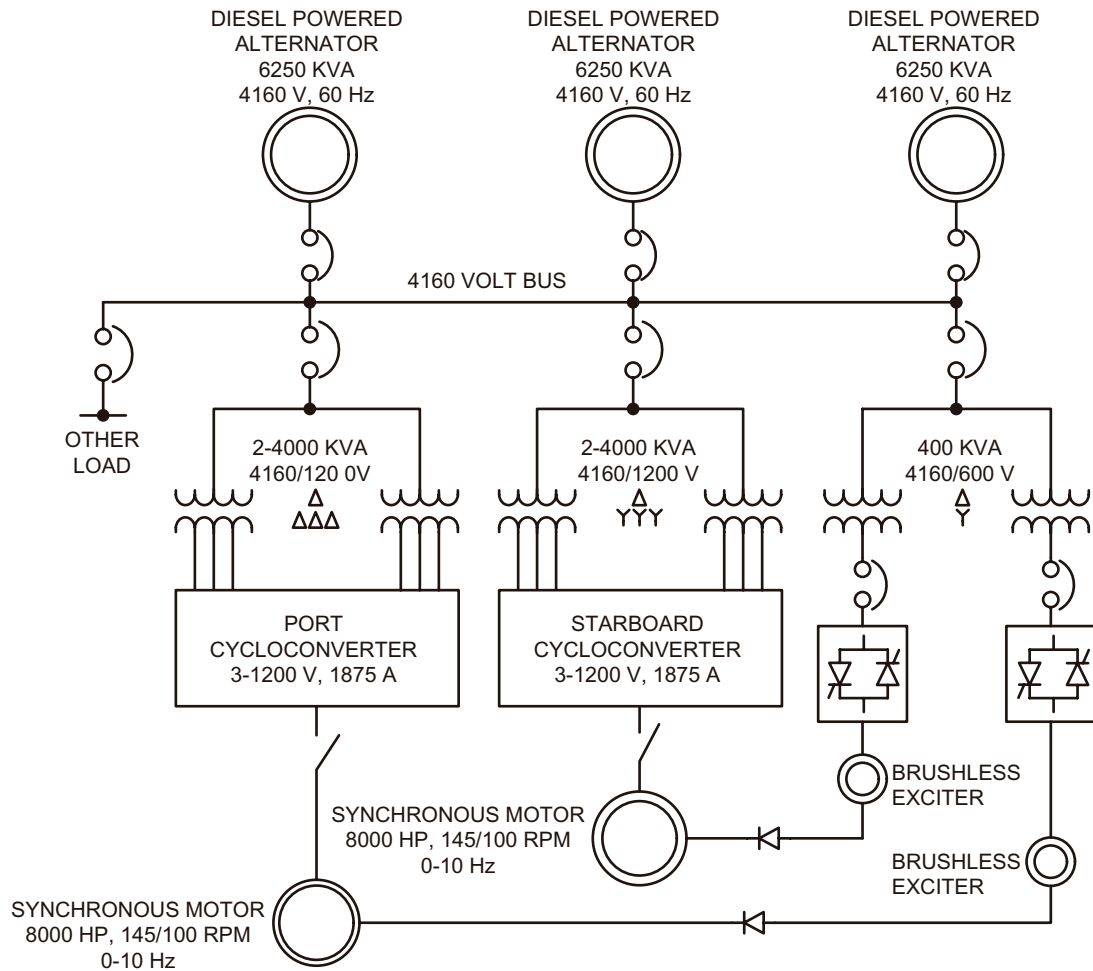 DIESEL POWERED
ALTERNATOR
6250 KVA
4160 V, 60 Hz
DIESEL POWERED
ALTERNATOR
6250 KVA
4160 V, 60 Hz
DIESEL POWERED
ALTERNATOR
6250 KVA
4160 V, 60 Hz
4160 VOLT BUS
OTHER
LOAD
2-4000 KVA
4160/120 0V
2-4000 KVA
4160/1200 V
400 KVA
4160/600 V
PORT
CYCLOCONVERTER
3-1200 V, 1875 A
STARBOARD
CYCLOCONVERTER
3-1200 V, 1875 A
BRUSHLESS
EXCITER
SYNCHRONOUS MOTOR
8000 HP, 145/100 RPM
0-10 Hz
BRUSHLESS
EXCITER
SYNCHRONOUS MOTOR
8000 HP, 145/100 RPM
0-10 Hz